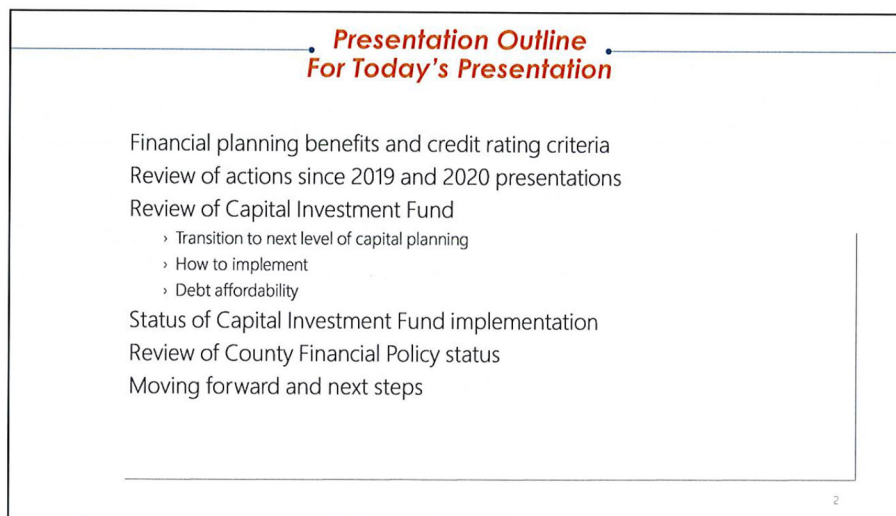 Presentation Outline
For Today's Presentation
Financial planning benefits and credit rating criteria
Review of actions since 2019 and 2020 presentations
Review of Capital Investment Fund
› Transition to next level of capital planning
› How to implement
› Debt affordability
Status of Capital Investment Fund implementation
Review of County Financial Policy status
Moving forward and next steps
2